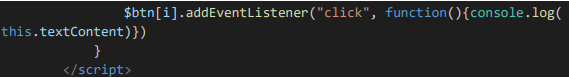 $btn[i].addEventListener("click", function(){console.log(
this.textContent)})
}
</script>